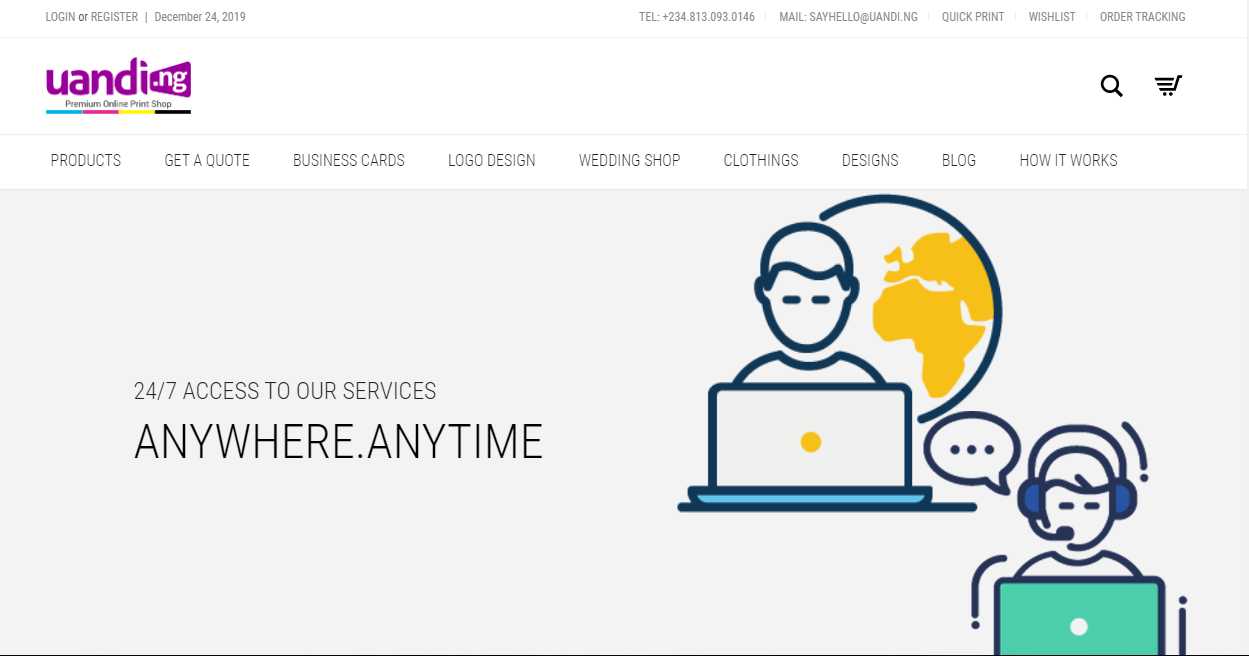 LOGIN or REGISTER | December 24, 2019
TEL: +234.813.093.0146 MAIL: SAYHELLO@UANDI.NG QUICK PRINT WISHLIST ORDER TRACKING
uandi.ng
Premium Online Print Shop
PRODUCTS GET A QUOTE BUSINESS CARDS LOGO DESIGN WEDDING SHOP CLOTHINGS DESIGNS BLOG HOW IT WORKS
24/7 ACCESS TO OUR SERVICES
ANYWHERE.ANYTIME